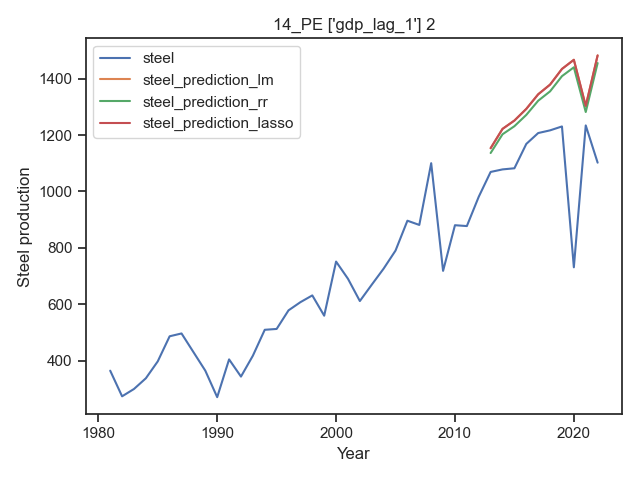 14_PE ['gdp_lag_1'] 2
steel
steel_prediction_lm
steel_prediction_rr
steel_prediction_lasso
Steel production
1400
1200
1000
800
600
400
1980 1990 2000 2010 2020
Year